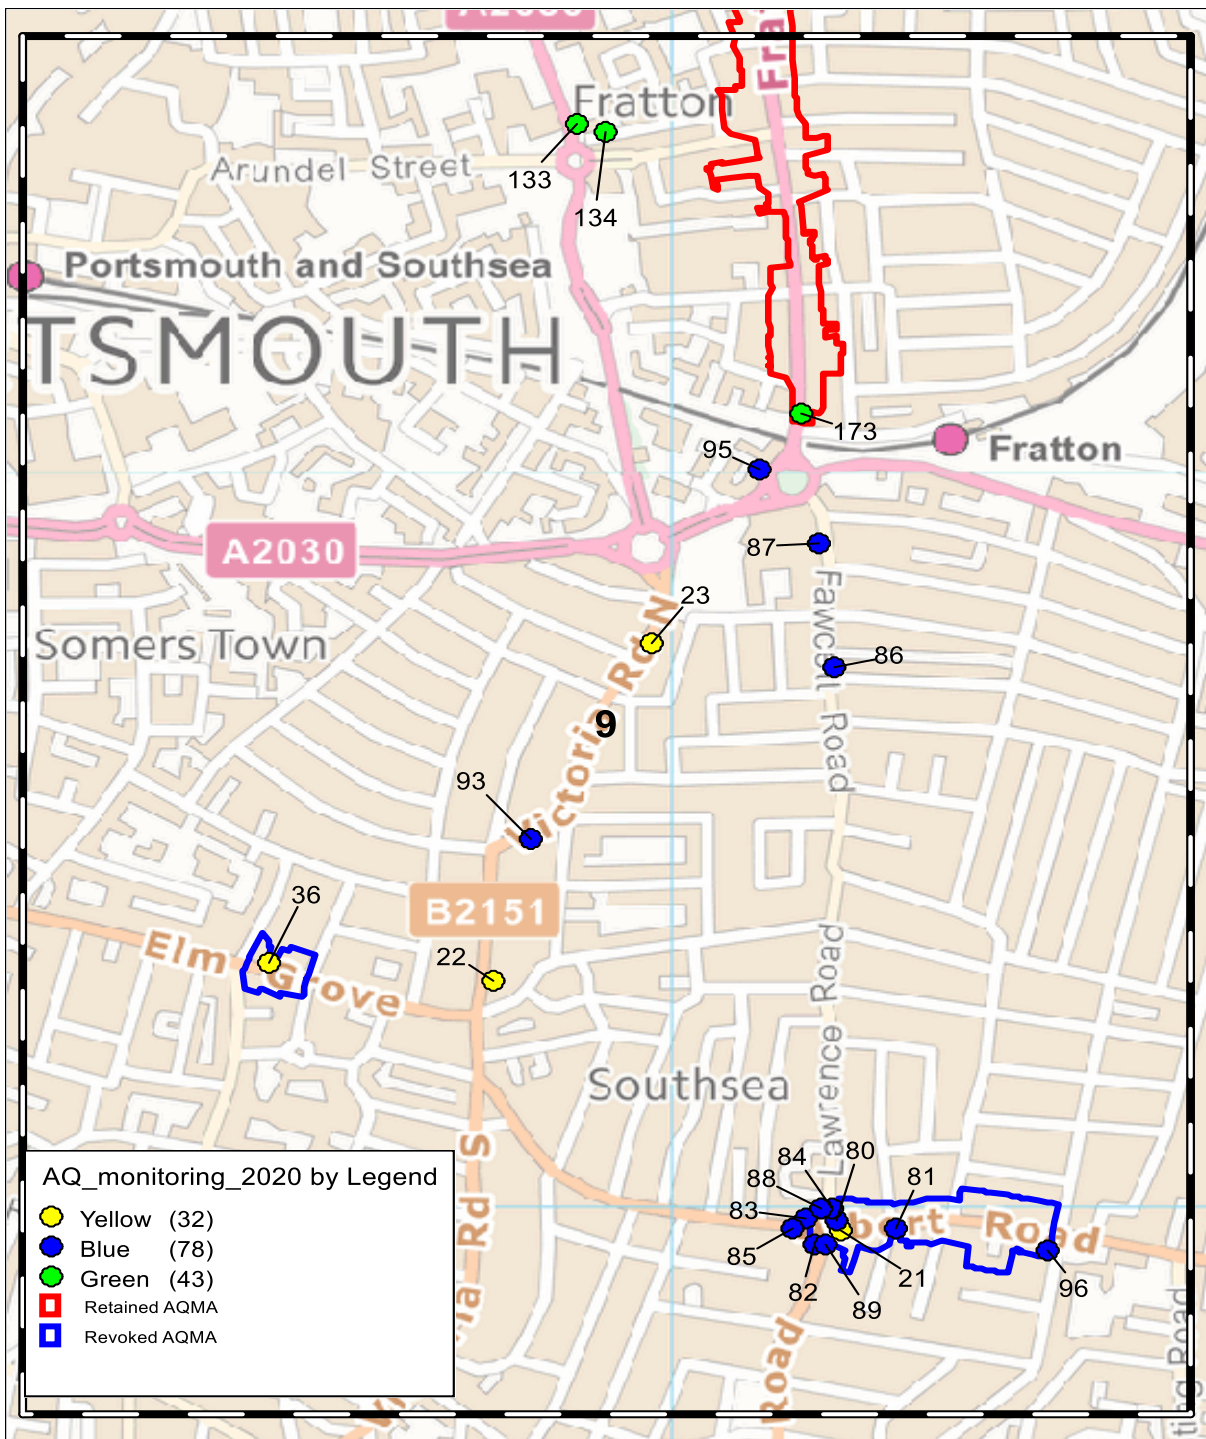 Fratton
133
134
Arundel Street
Portsmouth and Southsea
TSMOUTH
173
95
Fratton
A2030
87
23
Fawcett Road
Somers Town
Victoria Rd N
86
9
93
36
B2151
Elm Grove
22
Lawrence Road
Southsea
84
80
88
81
83
Albert Road
85
21
82
89
96
Rd S
Road
Road
AQ_monitoring_2020 by Legend
Yellow (32)
Blue (78)
Green (43)
Retained AQMA
Revoked AQMA